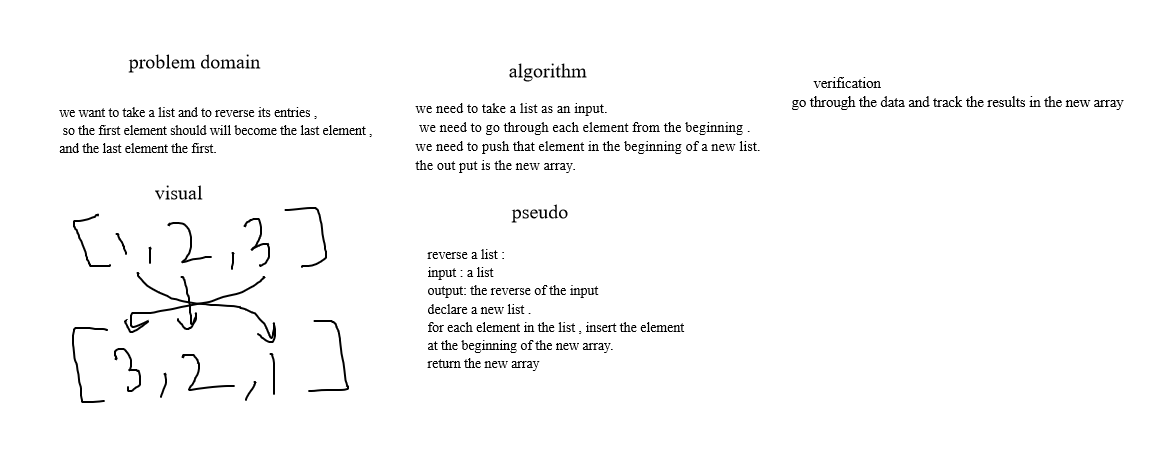 problem domain
we want to take a list and to reverse its entries ,
so the first element should will become the last element ,
and the last element the first.
visual
[1,2,3]
[3,2,1]
algorithm
we need to take a list as an input.
we need to go through each element from the beginning .
we need to push that element in the beginning of a new list.
the out put is the new array.
pseudo
reverse a list :
input : a list
output: the reverse of the input
declare a new list .
for each element in the list , insert the element
at the beginning of the new array.
return the new array
verification
go through the data and track the results in the new array